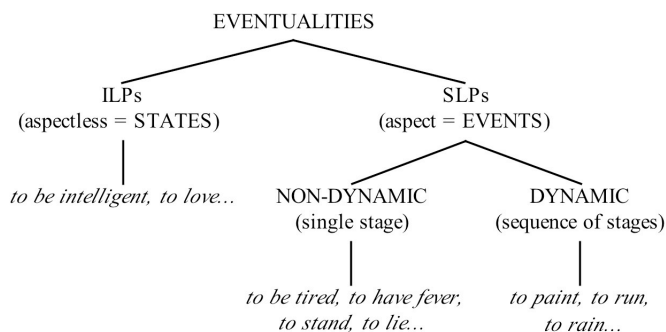 EVENTUALITIES
ILPs
(aspectless = STATES)
SLPs
(aspect = EVENTS)
to be intelligent, to love...
NON-DYNAMIC
(single stage)
DYNAMIC
(sequence of stages)
to be tired, to have fever,
to stand, to lie...
to paint, to run,
to rain...